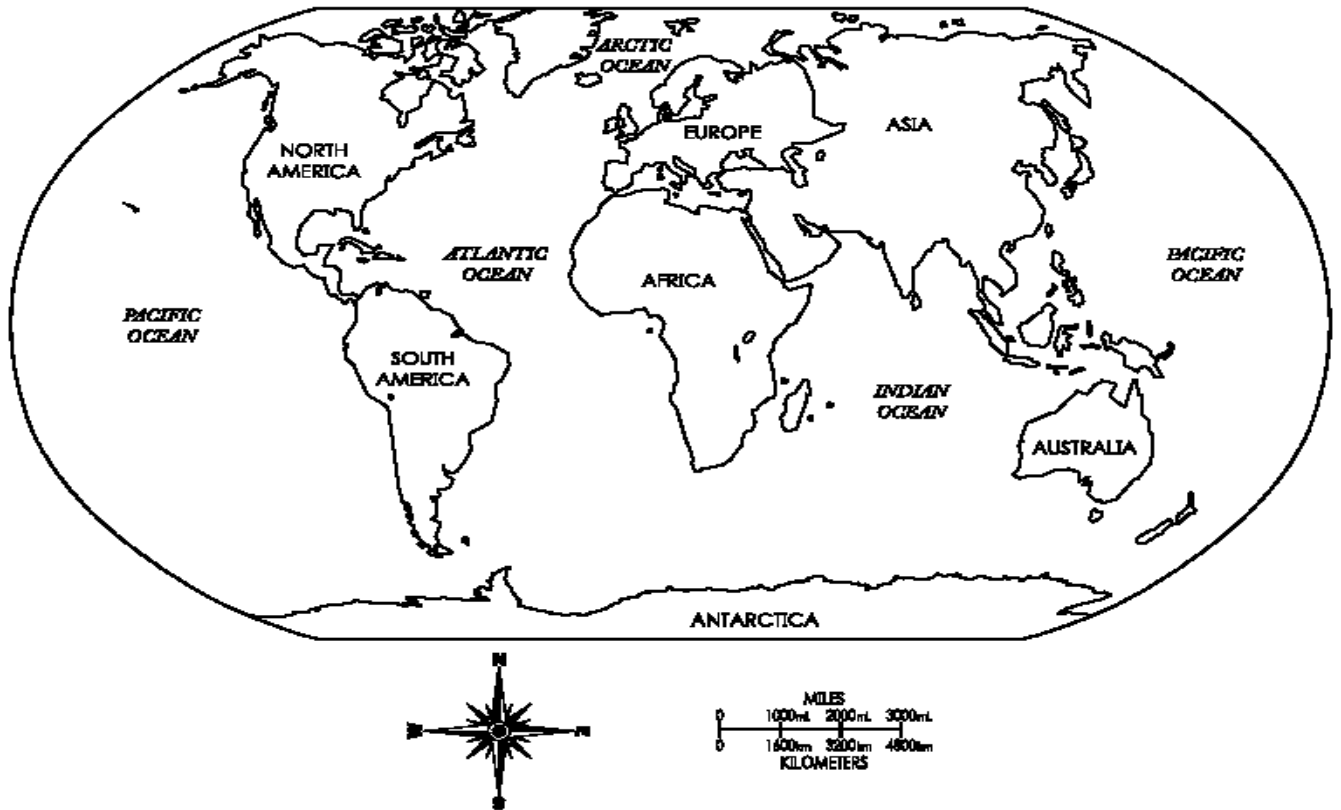 ARCTIC
OCEAN
NORTH
AMERICA
EUROPE
ASIA
ATLANTIC
OCEAN
AFRICA
PACIFIC
OCEAN
PACIFIC
OCEAN
SOUTH
AMERICA
INDIAN
OCEAN
AUSTRALIA
ANTARCTICA
N
W
E
S
MILES
0 1000mi. 2000mi. 3000mi.
0 1600km 3200km 4800km
KILOMETERS